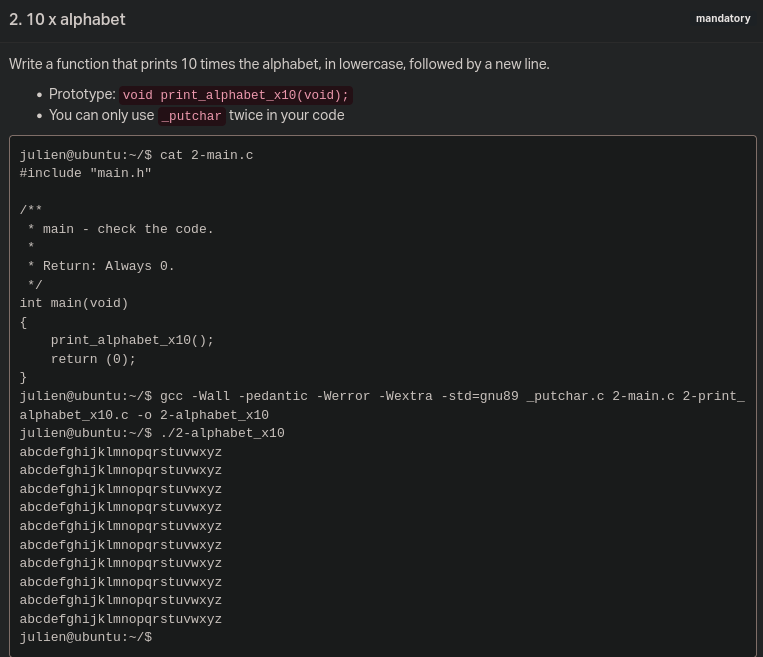 2. 10 x alphabet
mandatory
Write a function that prints 10 times the alphabet, in lowercase, followed by a new line.
• Prototype: void print_alphabet_x10(void);
• You can only use _putchar twice in your code
julien@ubuntu:~/$ cat 2-main.c
#include "main.h"

/**
 * main - check the code.
 *
 * Return: Always 0.
 */
int main(void)
{
    print_alphabet_x10();
    return (0);
}
julien@ubuntu:~/$ gcc -Wall -pedantic -Werror -Wextra -std=gnu89 _putchar.c 2-main.c 2-print_
alphabet_x10.c -o 2-alphabet_x10
julien@ubuntu:~/$ ./2-alphabet_x10
abcdefghijklmnopqrstuvwxyz
abcdefghijklmnopqrstuvwxyz
abcdefghijklmnopqrstuvwxyz
abcdefghijklmnopqrstuvwxyz
abcdefghijklmnopqrstuvwxyz
abcdefghijklmnopqrstuvwxyz
abcdefghijklmnopqrstuvwxyz
abcdefghijklmnopqrstuvwxyz
abcdefghijklmnopqrstuvwxyz
abcdefghijklmnopqrstuvwxyz
julien@ubuntu:~/$